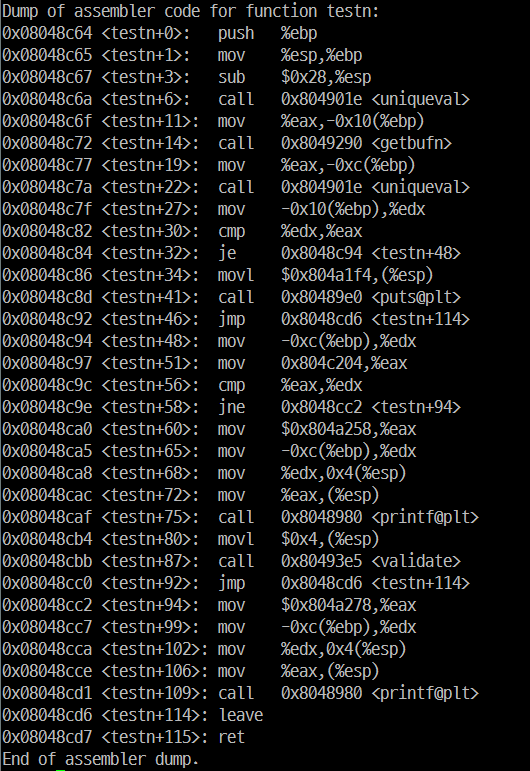 Dump of assembler code for function testn:
0x08048c64 <testn+0>: push %ebp
0x08048c65 <testn+1>: mov %esp,%ebp
0x08048c67 <testn+3>: sub $0x28,%esp
0x08048c6a <testn+6>: call 0x804901e <uniqueval>
0x08048c6f <testn+11>: mov %eax,-0x10(%ebp)
0x08048c72 <testn+14>: call 0x8049290 <getbufn>
0x08048c77 <testn+19>: mov %eax,-0xc(%ebp)
0x08048c7a <testn+22>: call 0x804901e <uniqueval>
0x08048c7f <testn+27>: mov -0x10(%ebp),%edx
0x08048c82 <testn+30>: cmp %edx,%eax
0x08048c84 <testn+32>: je 0x8048c94 <testn+48>
0x08048c86 <testn+34>: movl $0x804a1f4,(%esp)
0x08048c8d <testn+41>: call 0x80489e0 <puts@plt>
0x08048c92 <testn+46>: jmp 0x8048cd6 <testn+114>
0x08048c94 <testn+48>: mov -0xc(%ebp),%edx
0x08048c97 <testn+51>: mov 0x804c204,%eax
0x08048c9c <testn+56>: cmp %eax,%edx
0x08048c9e <testn+58>: jne 0x8048cc2 <testn+94>
0x08048ca0 <testn+60>: mov $0x804a258,%eax
0x08048ca5 <testn+65>: mov -0xc(%ebp),%edx
0x08048ca8 <testn+68>: mov %edx,0x4(%esp)
0x08048cac <testn+72>: mov %eax,(%esp)
0x08048caf <testn+75>: call 0x8048980 <printf@plt>
0x08048cb4 <testn+80>: movl $0x4,(%esp)
0x08048cbb <testn+87>: call 0x80493e5 <validate>
0x08048cc0 <testn+92>: jmp 0x8048cd6 <testn+114>
0x08048cc2 <testn+94>: mov $0x804a278,%eax
0x08048cc7 <testn+99>: mov -0xc(%ebp),%edx
0x08048cca <testn+102>: mov %edx,0x4(%esp)
0x08048cce <testn+106>: mov %eax,(%esp)
0x08048cd1 <testn+109>: call 0x8048980 <printf@plt>
0x08048cd6 <testn+114>: leave
0x08048cd7 <testn+115>: ret
End of assembler dump.